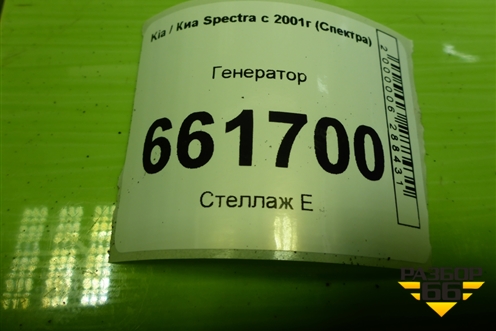 Kia / Киа Spectra с 2001г (Спектра)
Генератор
661700
Стеллаж Е
2000006288431
РАЗБОР
66